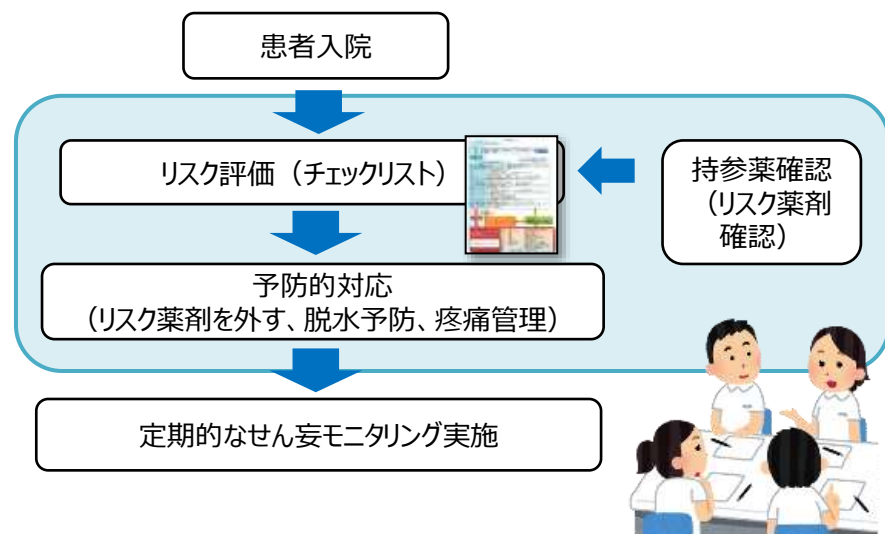 患者入院
リスク評価（チェックリスト）
持参薬確認
（リスク薬剤
確認）
予防的対応
（リスク薬剤を外す、脱水予防、疼痛管理）
定期的なせん妄モニタリング実施